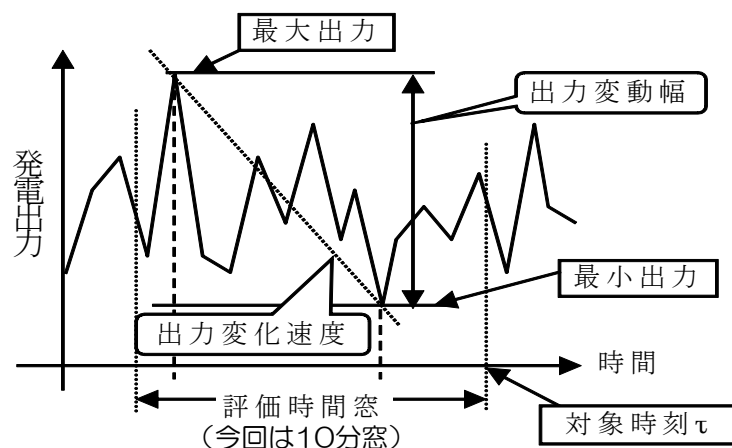 最大出力
出力変動幅
発電出力
最小出力
出力変化速度
時間
評価時間窓
（今回は10分窓）
対象時刻τ